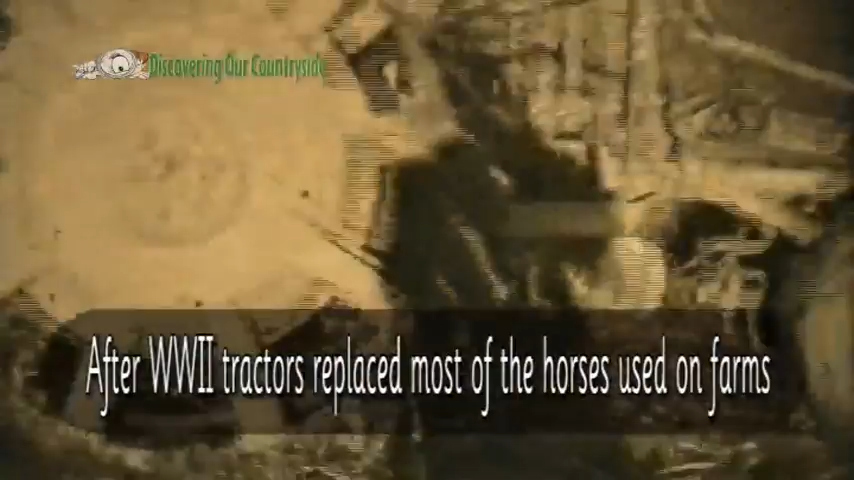 Discovering Our Countryside
After WWII tractors replaced most of the horses used on farms